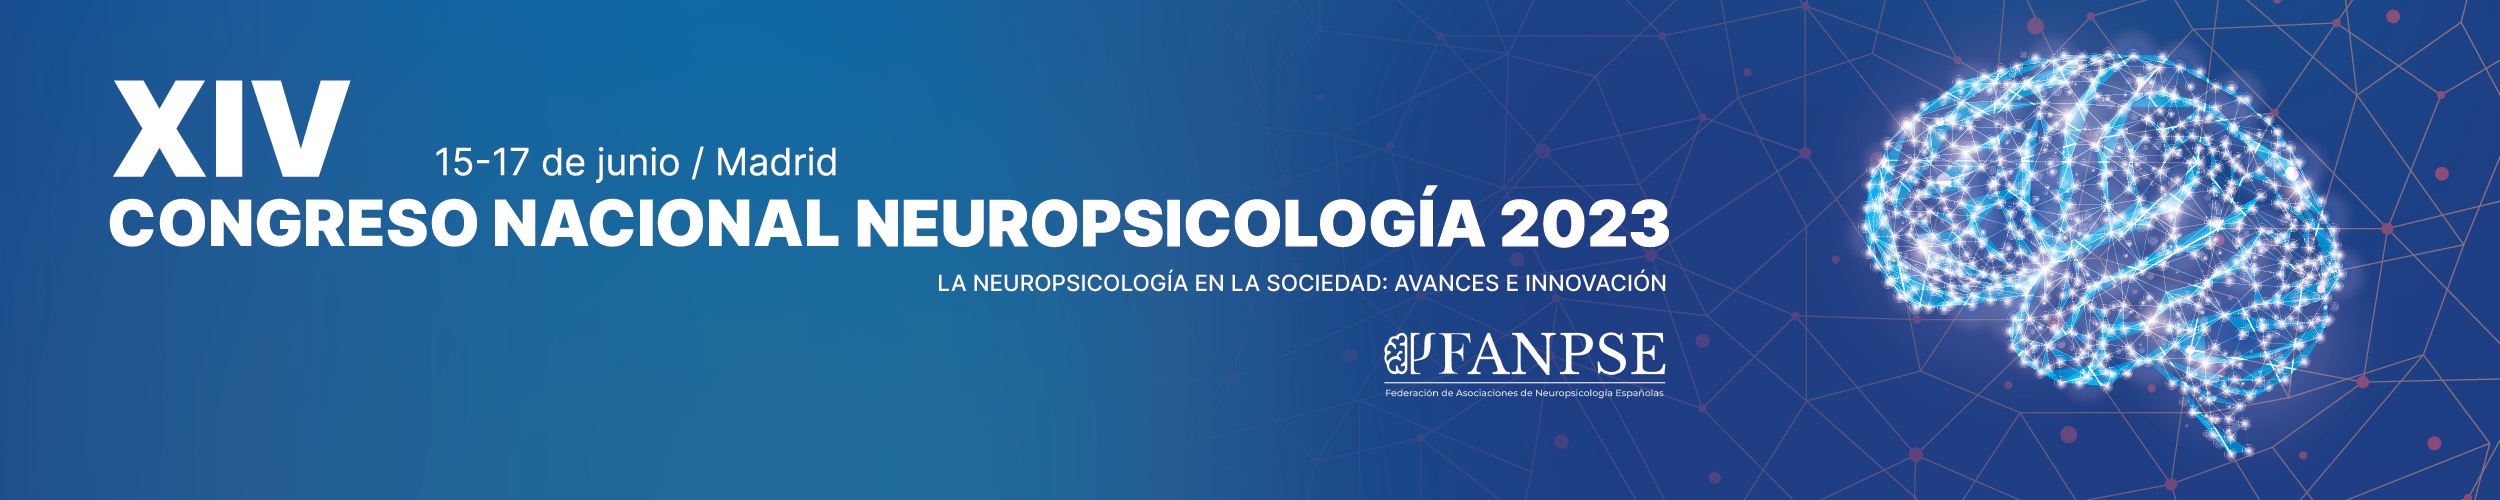 XIV
15-17 de junio / Madrid
CONGRESO NACIONAL NEUROPSICOLOGÍA 2023
LA NEUROPSICOLOGÍA EN LA SOCIEDAD: AVANCES E INNOVACIÓN
FANPSE
Federación de Asociaciones de Neuropsicología Españolas